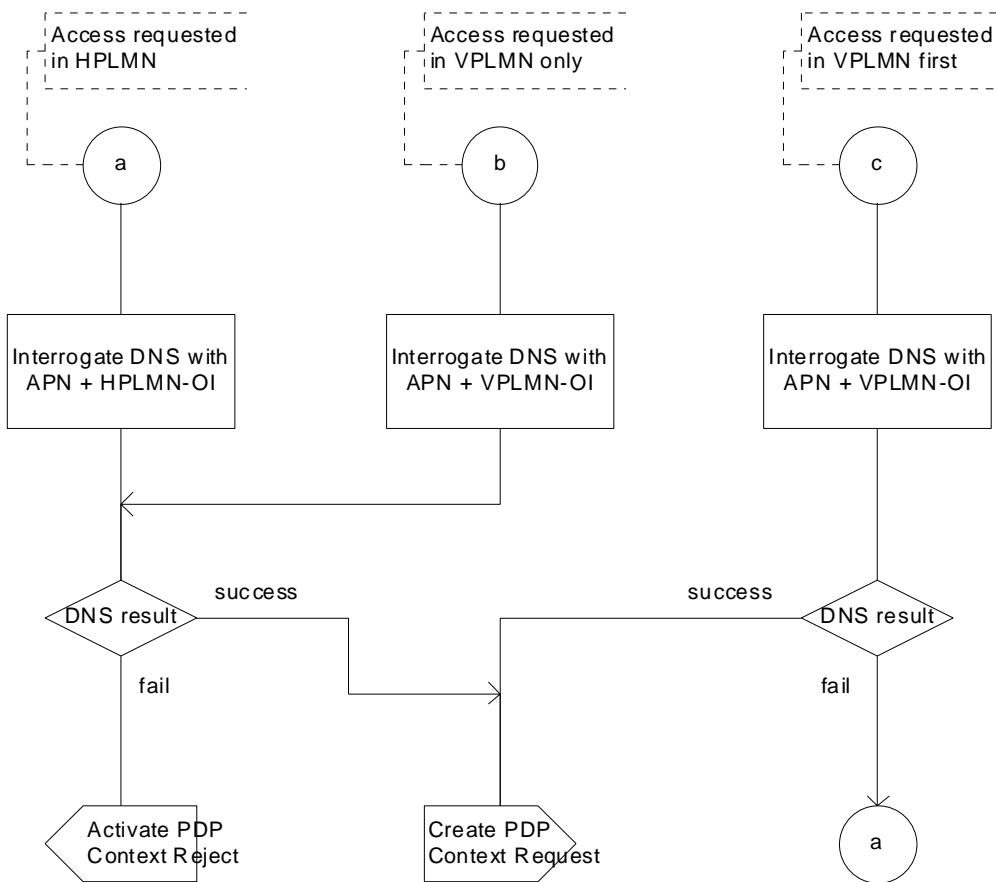 Access requested
in HPLMN
Access requested
in VPLMN only
Access requested
in VPLMN first
a
b
c
Interrogate DNS with
APN + HPLMN-OI
Interrogate DNS with
APN + VPLMN-OI
Interrogate DNS with
APN + VPLMN-OI
success
success
DNS result
DNS result
fail
fail
Activate PDP
Context Reject
Create PDP
Context Request
a